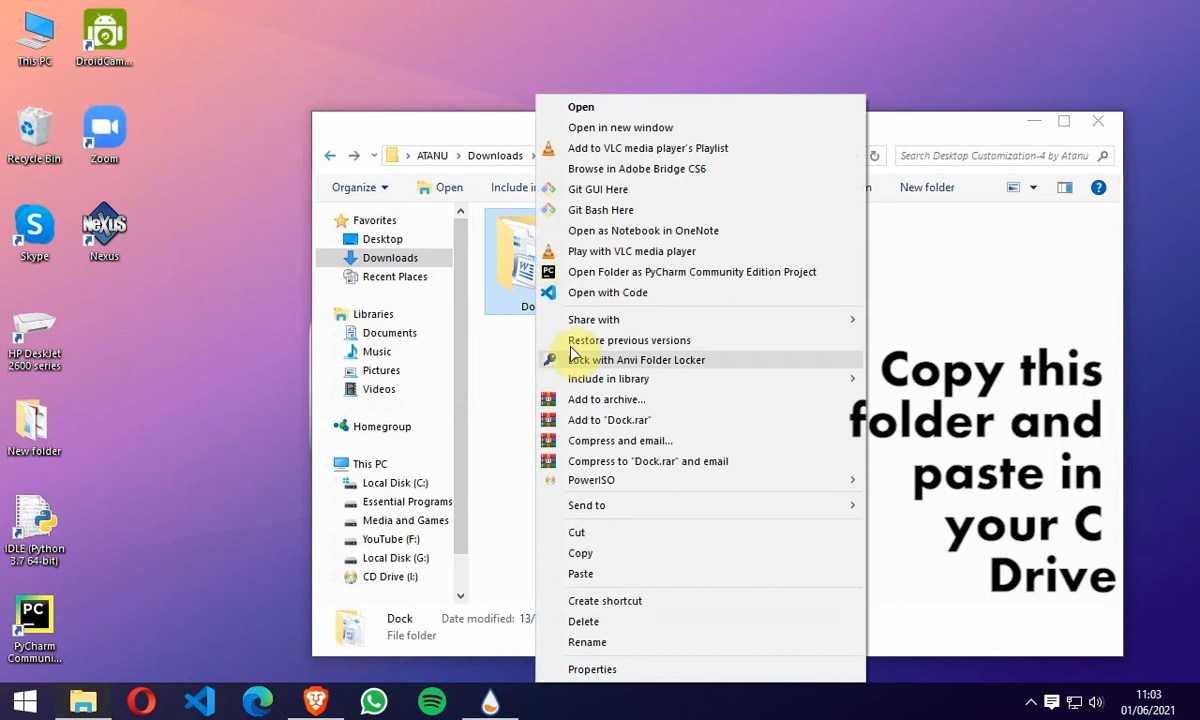 This PC
DroidCam...
Recycle Bin
Zoom
Skype
Nexus
HP DeskJet
2600 series
New folder
IDLE (Python
3.7 64-bit)
PyCharm
Communi...
ATANU
Downloads
Search Desktop Customization-4 by Atanu
Organize
Open
Include in
New folder
Favorites
Desktop
Downloads
Recent Places
Libraries
Documents
Music
Pictures
Videos
Homegroup
This PC
Local Disk (C:)
Essential Programs
Media and Games
YouTube (F:)
Local Disk (G:)
CD Drive (I:)
Do
Dock
Date modified: 13/
File folder
Open
Open in new window
Add to VLC media player's Playlist
Browse in Adobe Bridge CS6
Git GUI Here
Git Bash Here
Open as Notebook in OneNote
Play with VLC media player
Open Folder as PyCharm Community Edition Project
Open with Code
Share with
Restore previous versions
Lock with Anvi Folder Locker
Include in library
Add to archive...
Add to "Dock.rar"
Compress and email...
Compress to "Dock.rar" and email
PowerISO
Send to
Cut
Copy
Paste
Create shortcut
Delete
Rename
Properties
Copy this
folder and
paste in
your C
Drive
11:03
01/06/2021